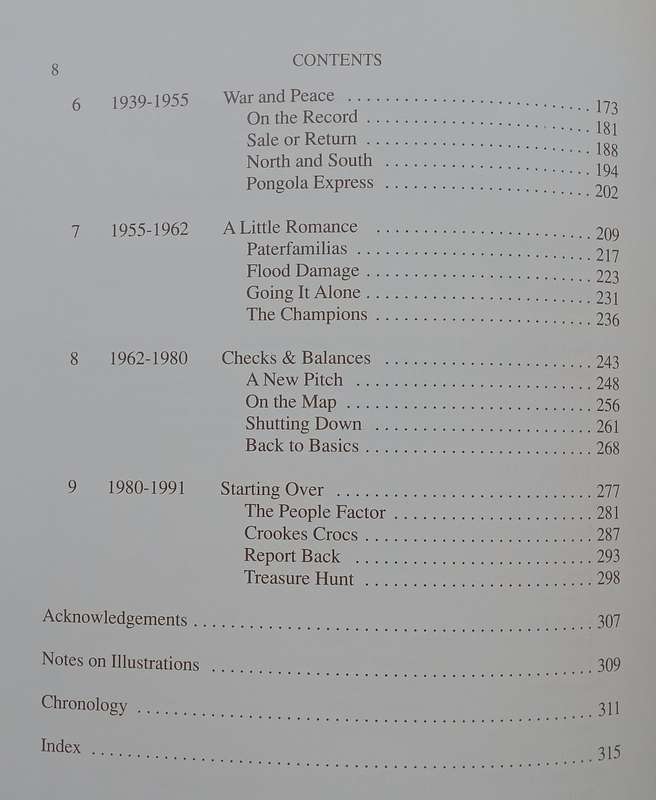 8 CONTENTS
6 1939-1955 War and Peace .......................... 173
On the Record ........................ 181
Sale or Return ........................ 188
North and South ...................... 194
Pongola Express ...................... 202
7 1955-1962 A Little Romance ....................... 209
Paterfamilias ......................... 217
Flood Damage ........................ 223
Going It Alone ........................ 231
The Champions ....................... 236
8 1962-1980 Checks & Balances ...................... 243
A New Pitch ......................... 248
On the Map .......................... 256
Shutting Down ....................... 261
Back to Basics ........................ 268
9 1980-1991 Starting Over ........................... 277
The People Factor ..................... 281
Crookes Crocs ........................ 287
Report Back ......................... 293
Treasure Hunt ........................ 298
Acknowledgements .......................................... 307
Notes on Illustrations ........................................ 309
Chronology ................................................ 311
Index ..................................................... 315